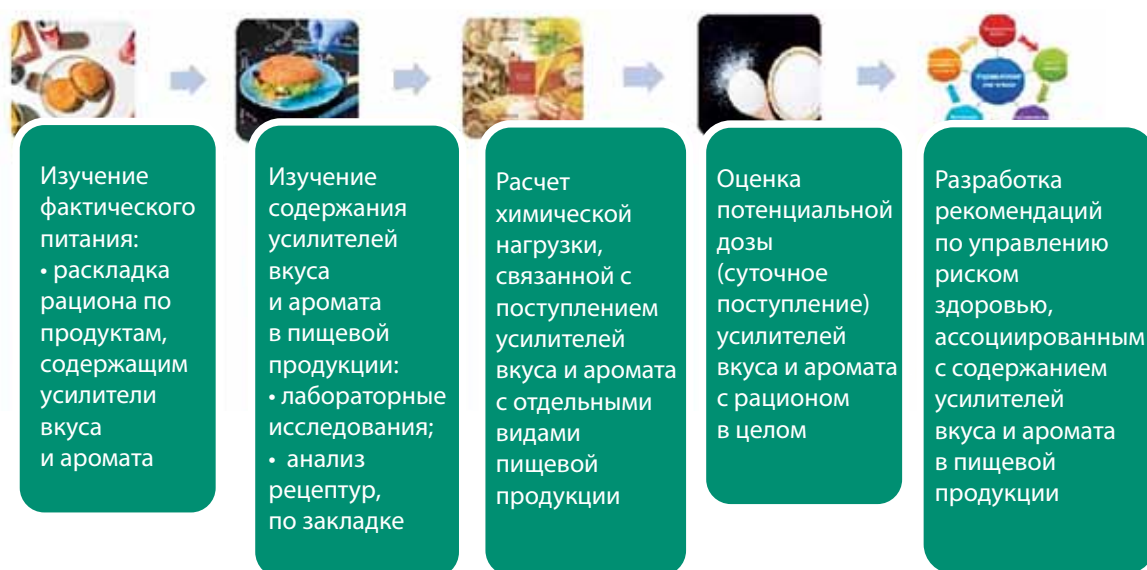 Изучение
фактического
питания:
• раскладка
рациона по
продуктам,
содержащим
усилители
вкуса
и аромата
Изучение
содержания
усилителей
вкуса
и аромата
в пищевой
продукции:
• лабораторные
исследования;
• анализ
рецептур,
по закладке
Расчет
химической
нагрузки,
связанной с
поступлением
усилителей
вкуса и аромата
с отдельными
видами
пищевой
продукции
Оценка
потенциальной
дозы
(суточное
поступление)
усилителей
вкуса и аромата
с рационом
в целом
Разработка
рекомендаций
по управлению
риском
здоровью,
ассоциированным
с содержанием
усилителей
вкуса и аромата
в пищевой
продукции